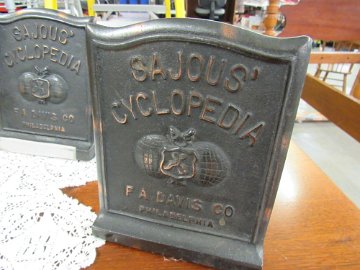 SAJOUS'
CYCLOPEDIA
F. A. DAVIS CO
PHILADELPHIA
SAJOUS'
CYCLOPEDIA
F. A. DAVIS CO
PHILADELPHIA